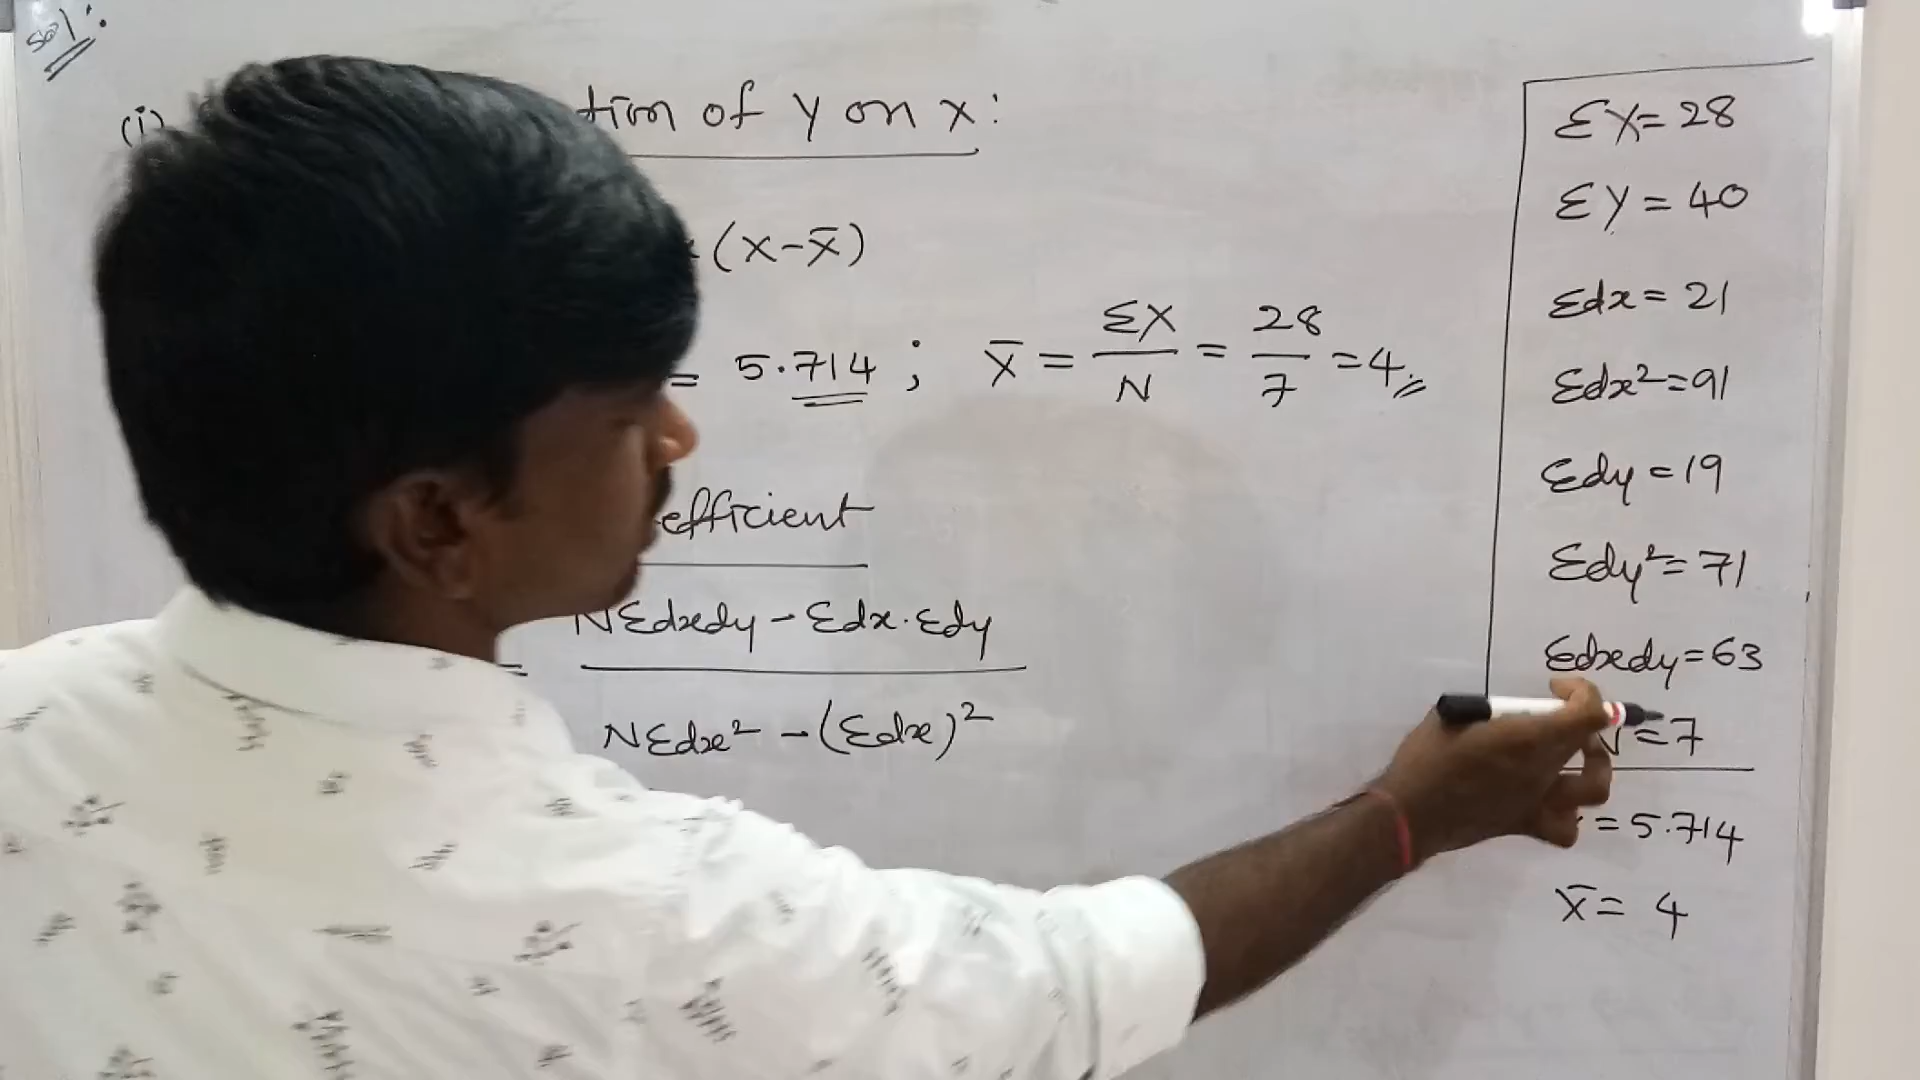 Sol:
(i) tion of Y on X:
(X-X̅)
= 5.714 ; X̅ = ΣX/N = 28/7 = 4
efficient
= NΣdxdy - Σdx.Σdy
NΣdx² - (Σdx)²
ΣX = 28
ΣY = 40
Σdx = 21
Σdx² = 91
Σdy = 19
Σdy² = 71
Σdxdy = 63
N = 7
= 5.714
X̅ = 4